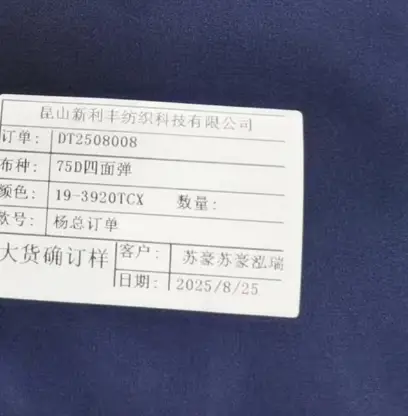 昆山新利丰纺织科技有限公司
订单: DT2508008
布种: 75D四面弹
颜色: 19-3920TCX 数量:
款号: 杨总订单
大货确订样 客户: 苏豪苏豪泓瑞
日期: 2025/8/25